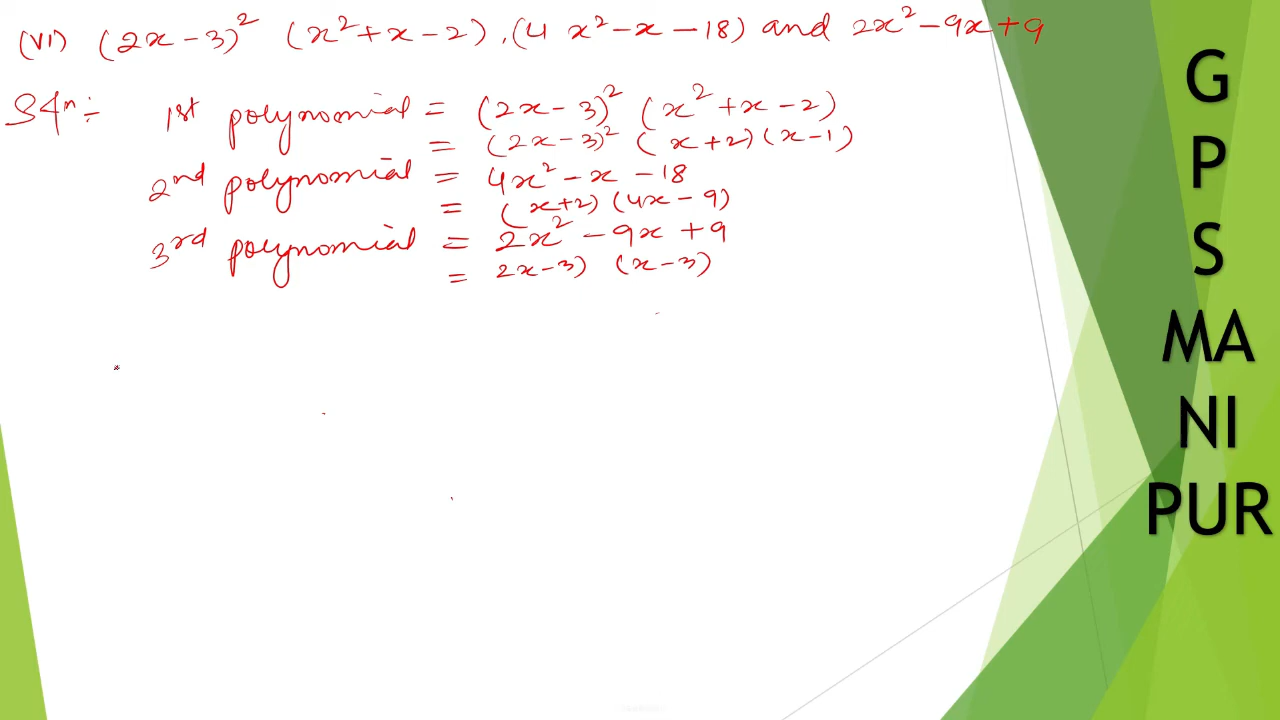 (VI) (2x-3)² (x²+x-2), (4x²-x-18) and 2x²-9x+9
Solⁿ ÷ 1st polynomial = (2x-3)² (x²+x-2)
= (2x-3)² (x+2)(x-1)
2nd polynomial = 4x²-x-18
= (x+2)(4x-9)
3rd polynomial = 2x²-9x+9
= 2x-3) (x-3)
G
P
S
MA
NI
PUR